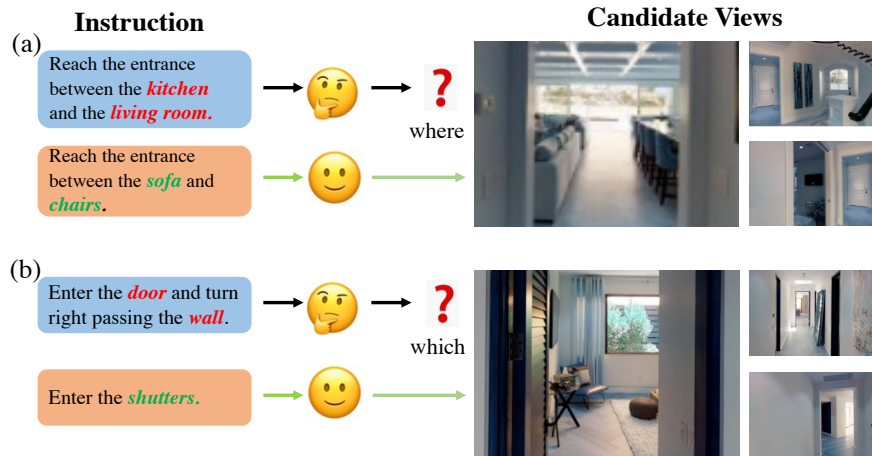 Instruction
Candidate Views
(a)
Reach the entrance
between the kitchen
and the living room.
?
where
Reach the entrance
between the sofa and
chairs.
(b)
Enter the door and turn
right passing the wall.
?
which
Enter the shutters.